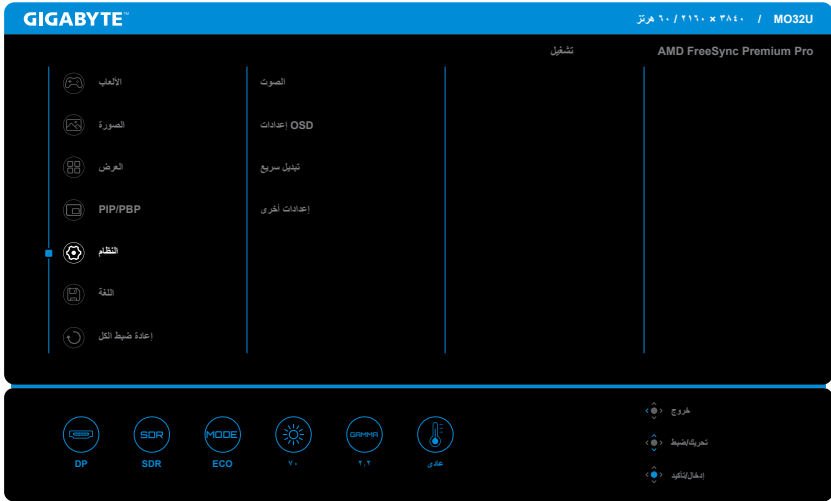 GIGABYTE™
MO32U / ٣٨٤٠ × ٢١٦٠ / ٦٠ هرتز
AMD FreeSync Premium Pro تشغيل
الألعاب
الصورة
العرض
PIP/PBP
النظام
اللغة
إعادة ضبط الكل
الصوت
OSD إعدادات
تبديل سريع
إعدادات أخرى
SDR
MODE
GAMMA
DP
SDR
ECO
٧٠
٢.٢
عادى
خروج
تحريك/ضبط
إدخال/تأكيد